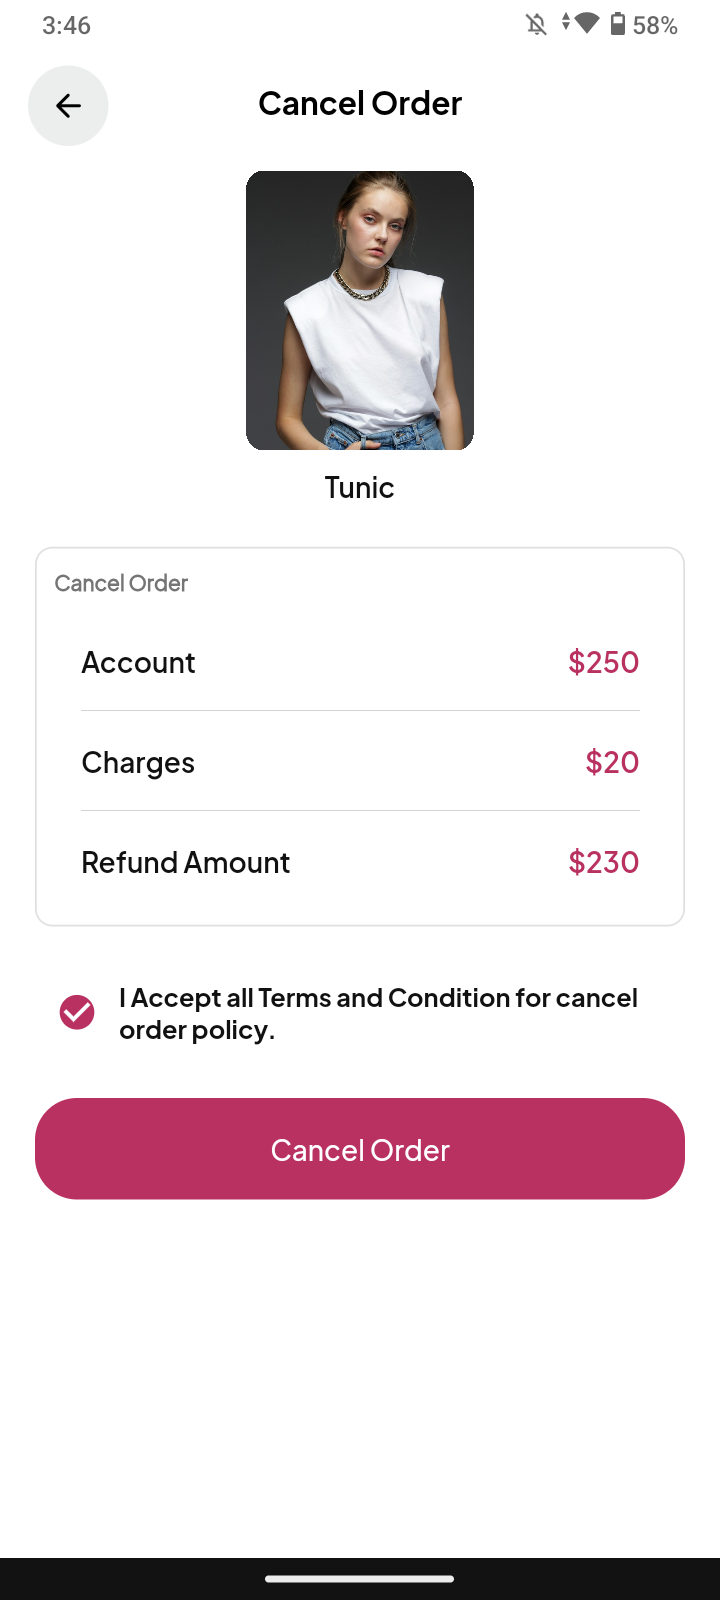 3:46
58%
Cancel Order
Tunic
Cancel Order
Account $250
Charges $20
Refund Amount $230
I Accept all Terms and Condition for cancel
order policy.
Cancel Order